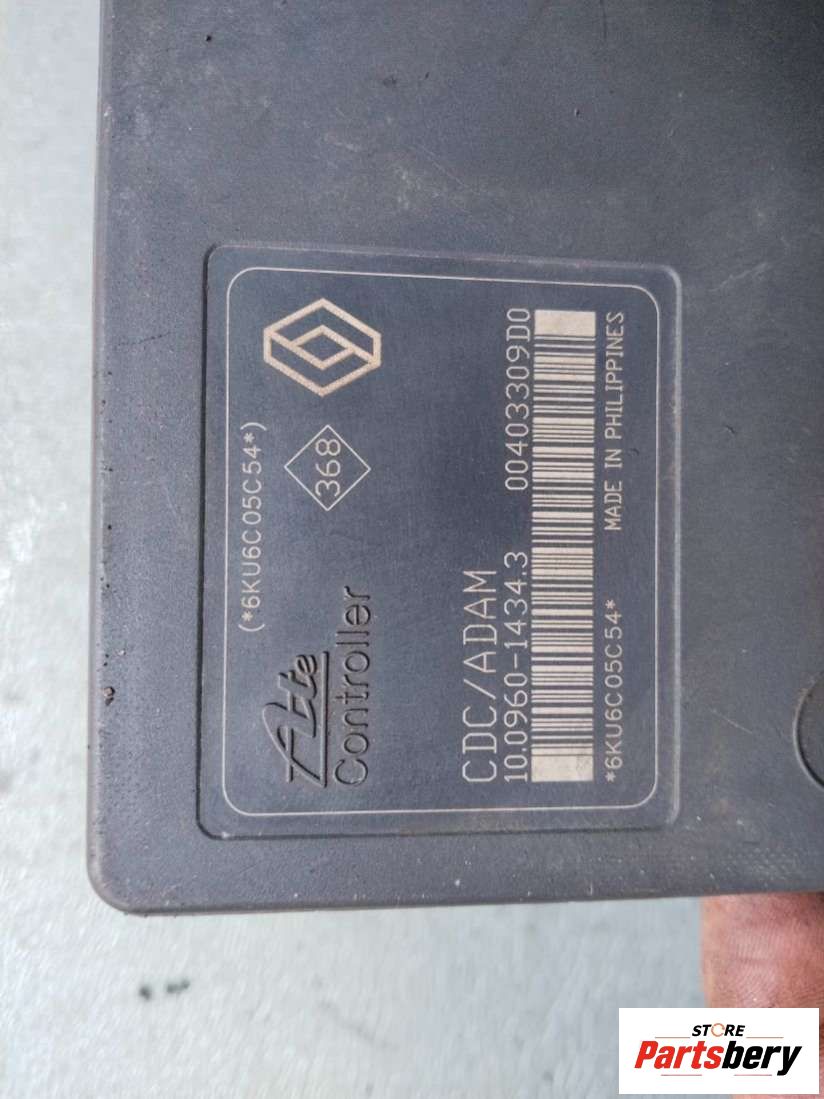 (*6KU6C05C54*)
Ate
Controller
368
CDC/ADAM
10.0960-1434.3 00403309D0
*6KU6C05C54* MADE IN PHILIPPINES
STORE
Partsbery